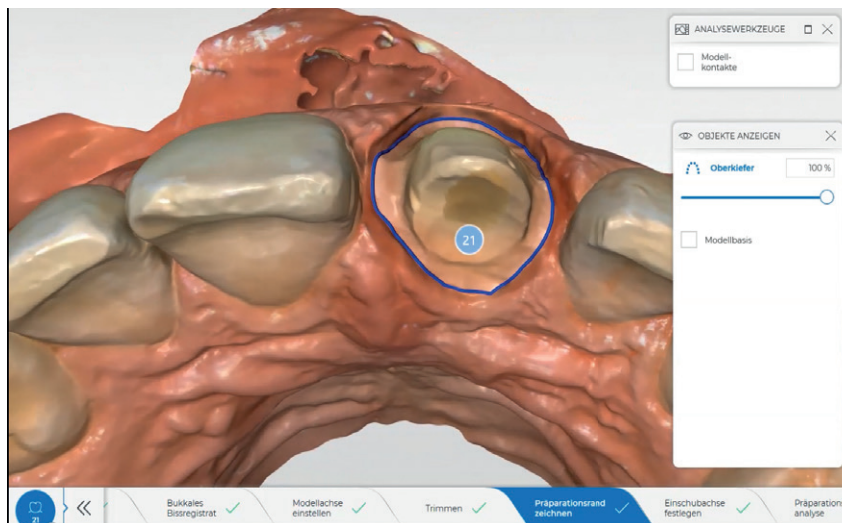 ANALYSEWERKZEUGE
Modell-
kontakte
OBJEKTE ANZEIGEN
Oberkiefer 100 %
Modellbasis
21
21
Bukkales
Bissregistrat
Modellachse
einstellen
Trimmen
Präparationsrand
zeichnen
Einschubachse
festlegen
Präparations
analyse